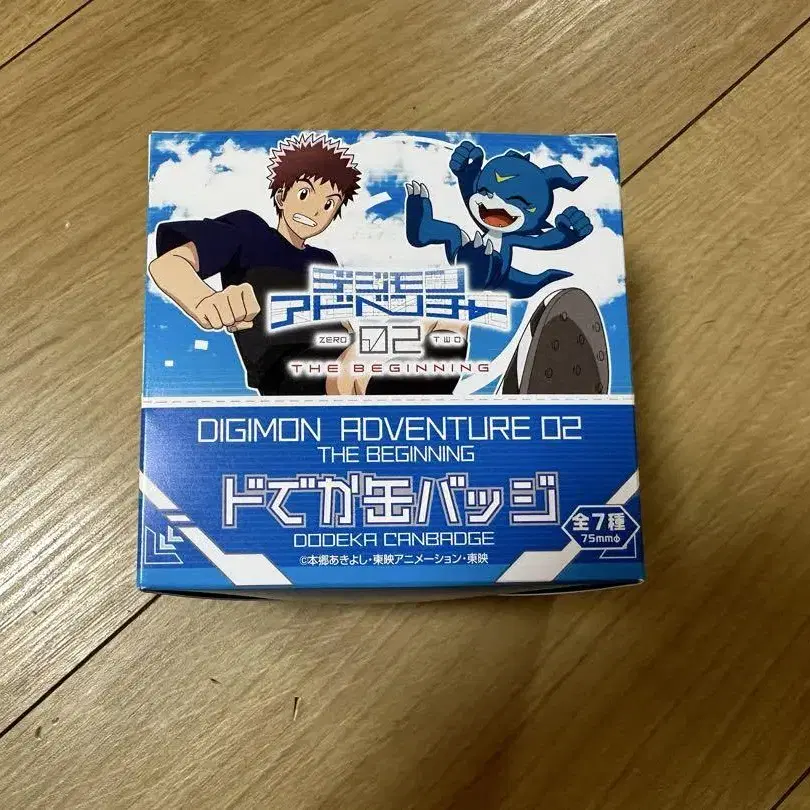 デジモン
アドベンチャー
ZERO 02 TWO
THE BEGINNING
DIGIMON ADVENTURE 02
THE BEGINNING
ドでか缶バッジ
DODEKA CANBADGE
全7種
75mmφ
©本郷あきよし・東映アニメーション・東映